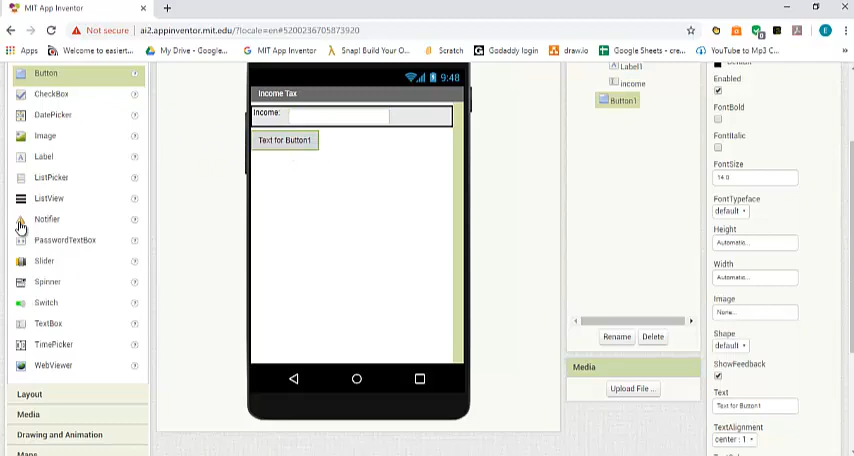 MIT App Inventor
Not secure
ai2.appinventor.mit.edu/?locale=en#5200236705873920
Apps
Welcome to easiert...
My Drive - Google...
MIT App Inventor
Snap! Build Your O...
Scratch
Godaddy login
draw.io
Google Sheets - cre...
YouTube to Mp3 C...
Button
CheckBox
DatePicker
Image
Label
ListPicker
ListView
Notifier
PasswordTextBox
Slider
Spinner
Switch
TextBox
TimePicker
WebViewer
Layout
Media
Drawing and Animation
Maps
9:48
Income Tax
Income:
Text for Button1
Label1
income
Button1
Rename
Delete
Media
Upload File ...
Default
Enabled
FontBold
FontItalic
FontSize
14.0
FontTypeface
default
Height
Automatic...
Width
Automatic...
Image
None...
Shape
default
ShowFeedback
Text
Text for Button1
TextAlignment
center : 1